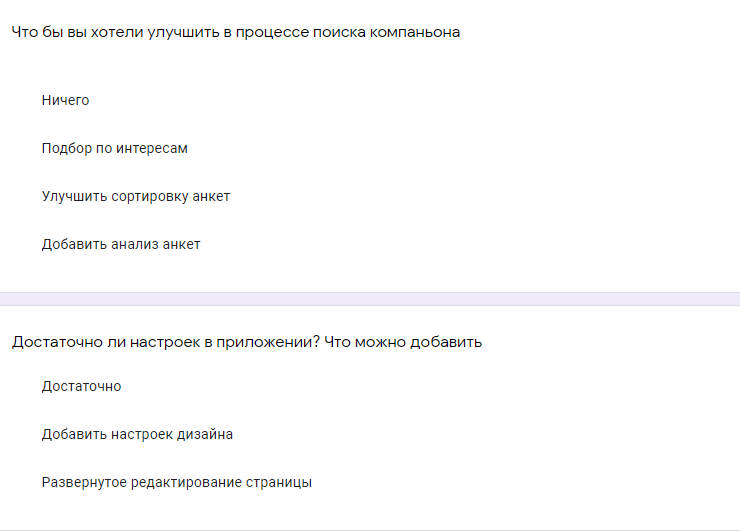 Что бы вы хотели улучшить в процессе поиска компаньона
Ничего
Подбор по интересам
Улучшить сортировку анкет
Добавить анализ анкет
Достаточно ли настроек в приложении? Что можно добавить
Достаточно
Добавить настроек дизайна
Развернутое редактирование страницы